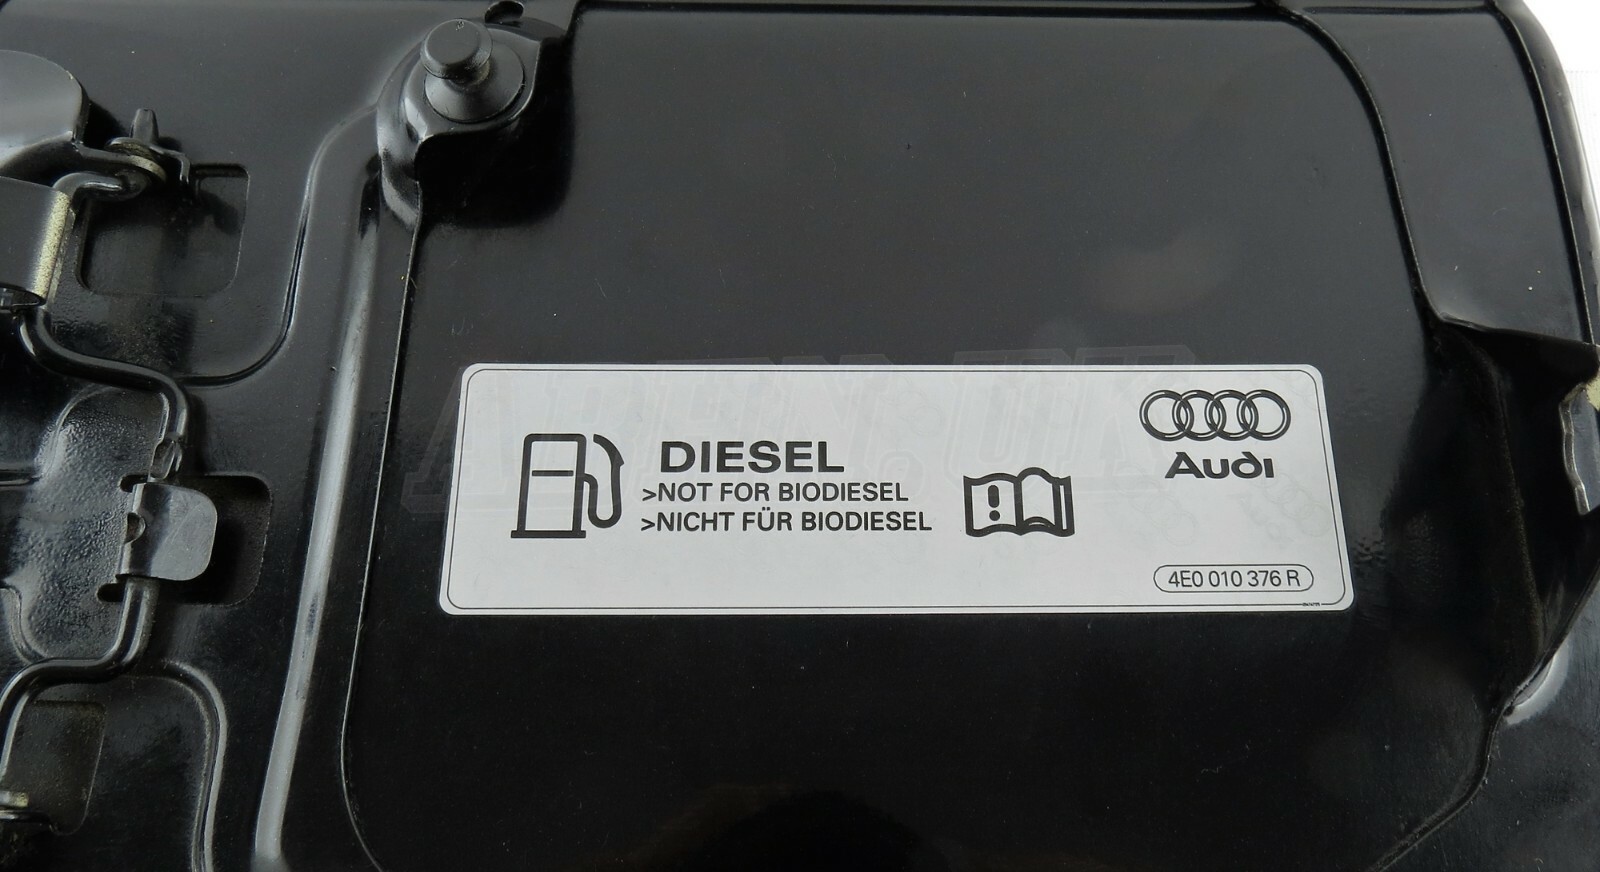 DIESEL
>NOT FOR BIODIESEL
>NICHT FÜR BIODIESEL
Audi
4E0 010 376 R